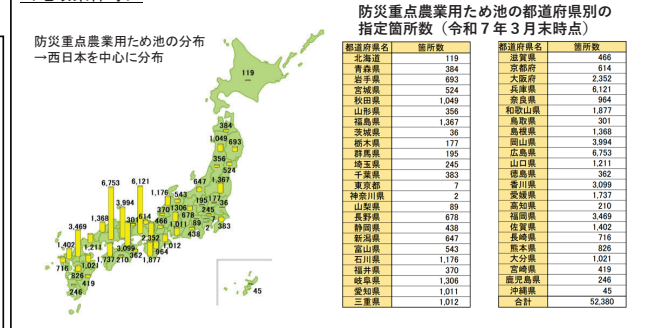 防災重点農業用ため池の分布
→西日本を中心に分布
防災重点農業用ため池の都道府県別の
指定箇所数（令和７年３月末時点）
都道府県名 箇所数
北海道 119
青森県 384
岩手県 693
宮城県 524
秋田県 1,049
山形県 356
福島県 1,367
茨城県 36
栃木県 177
群馬県 195
埼玉県 245
千葉県 383
東京都 7
神奈川県 2
山梨県 89
長野県 678
静岡県 438
新潟県 647
富山県 543
石川県 1,176
福井県 370
岐阜県 1,306
愛知県 1,011
三重県 1,012
都道府県名 箇所数
滋賀県 466
京都府 614
大阪府 2,352
兵庫県 6,121
奈良県 964
和歌山県 1,877
鳥取県 301
島根県 1,368
岡山県 3,994
広島県 6,753
山口県 1,211
徳島県 362
香川県 3,099
愛媛県 1,737
高知県 210
福岡県 3,469
佐賀県 1,402
長崎県 716
熊本県 826
大分県 1,021
宮崎県 419
鹿児島県 246
沖縄県 45
合計 52,380
119
384
1,049
693
356
524
647
1,367
6,753
6,121
1,176
543
195
177
36
3,994
370
1306
678
245
7
3,469
1,368
301
614
466
1,011
89
2
383
438
1,402
1,211
2,352
1,012
716
1,021
1,737
3,099
210
362
1,877
964
826
419
246
45